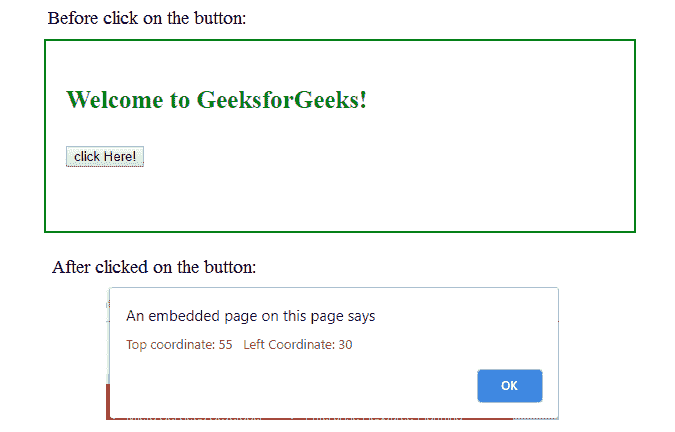 Before click on the button:
Welcome to GeeksforGeeks!
click Here!
After clicked on the button:
An embedded page on this page says
Top coordinate: 55 Left Coordinate: 30
OK